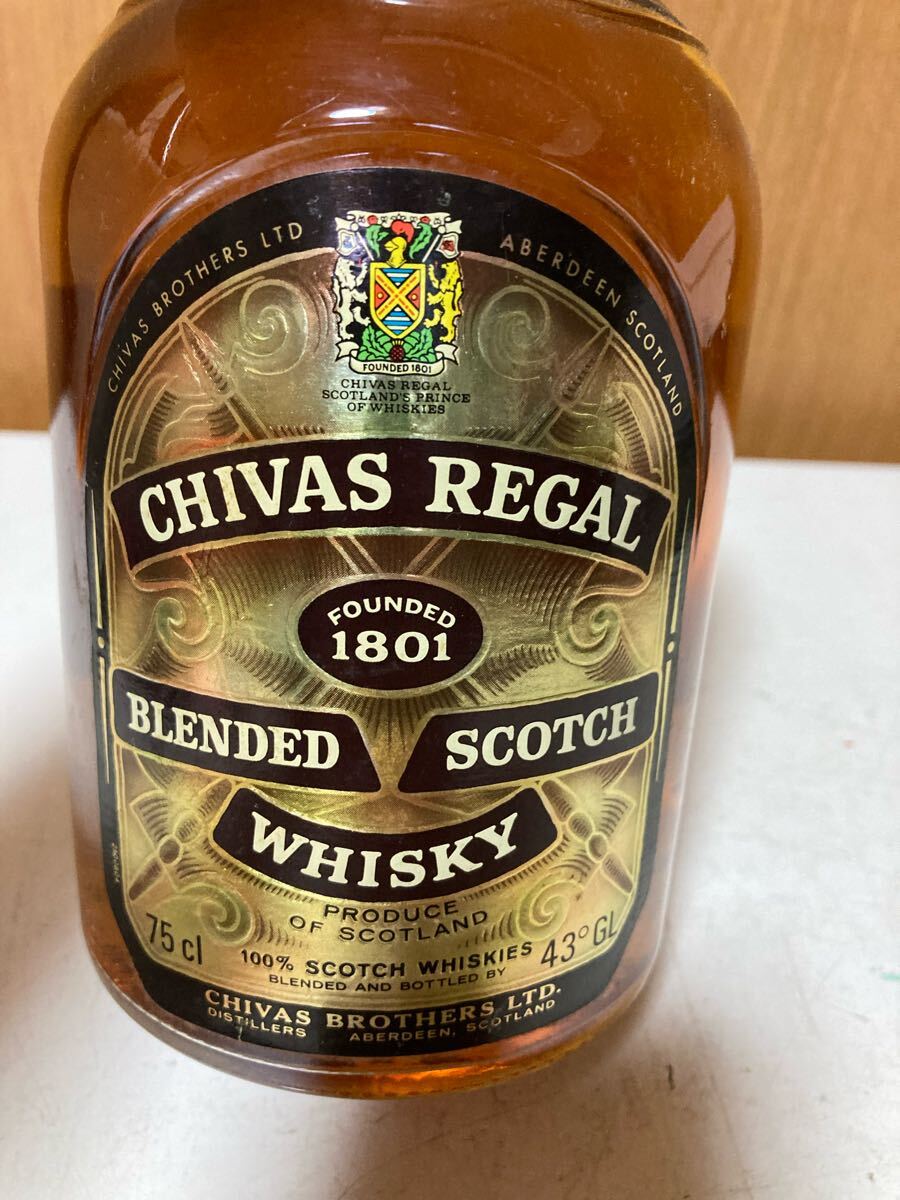 CHIVAS BROTHERS LTD
ABERDEEN SCOTLAND
FOUNDED 1801
CHIVAS REGAL
SCOTLAND'S PRINCE
OF WHISKIES
CHIVAS REGAL
FOUNDED
1801
BLENDED SCOTCH
WHISKY
PRODUCE
OF SCOTLAND
75 cl
43° GL
100% SCOTCH WHISKIES
BLENDED AND BOTTLED BY
CHIVAS BROTHERS LTD.
DISTILLERS ABERDEEN, SCOTLAND